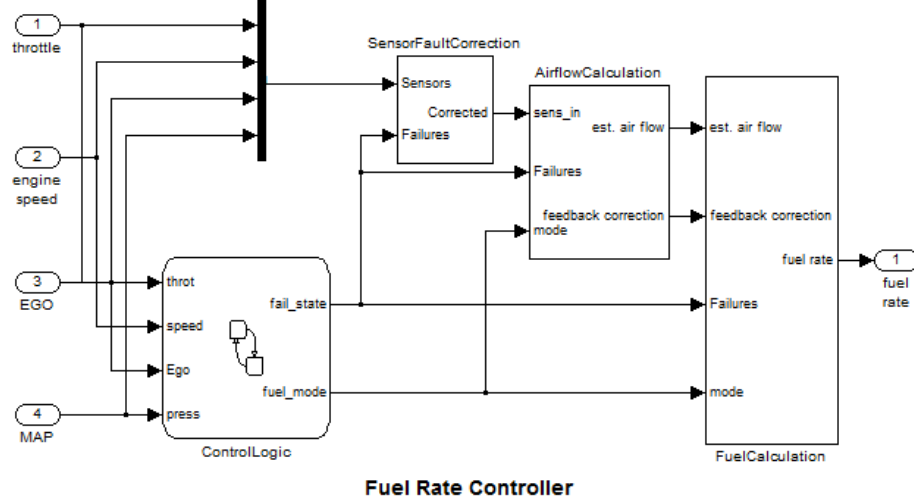 1
throttle
2
engine
speed
3
EGO
4
MAP
SensorFaultCorrection
Sensors
Corrected
Failures
AirflowCalculation
sens_in
est. air flow
Failures
feedback correction
mode
est. air flow
feedback correction
fuel rate
Failures
mode
FuelCalculation
1
fuel
rate
throt
fail_state
speed
Ego
fuel_mode
press
ControlLogic
Fuel Rate Controller